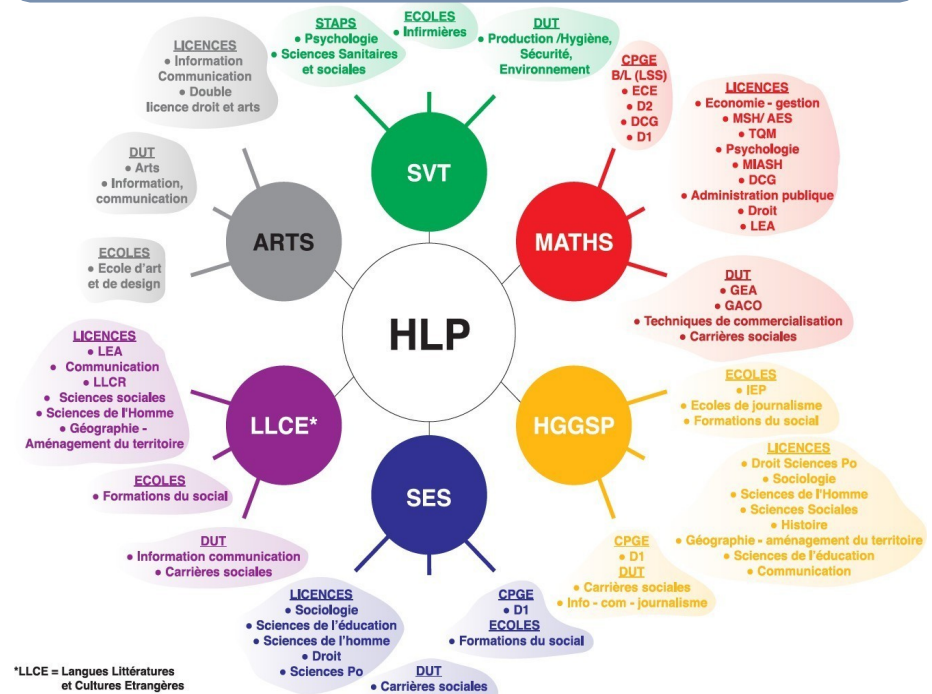 LICENCES
● Information
Communication
● Double
licence droit et arts
STAPS
● Psychologie
● Sciences Sanitaires
et sociales
ECOLES
● Infirmières
DUT
● Production /Hygiène,
Sécurité,
Environnement
CPGE
B/L (LSS)
● ECE
● D2
● DCG
● D1
LICENCES
● Economie - gestion
● MSH/ AES
● TQM
● Psychologie
● MIASH
● DCG
● Administration publique
● Droit
● LEA
DUT
● Arts
● Information,
communication
ECOLES
● Ecole d'art
et de design
ARTS
SVT
MATHS
HLP
DUT
● GEA
● GACO
● Techniques de commercialisation
● Carrières sociales
LICENCES
● LEA
● Communication
● LLCR
● Sciences sociales
● Sciences de l'Homme
● Géographie -
Aménagement du territoire
ECOLES
● Formations du social
DUT
● Information communication
● Carrières sociales
LLCE*
SES
HGGSP
ECOLES
● IEP
● Ecoles de journalisme
● Formations du social
LICENCES
● Droit Sciences Po
● Sociologie
● Sciences de l'Homme
● Sciences Sociales
● Histoire
● Géographie - aménagement du territoire
● Sciences de l'éducation
● Communication
CPGE
● D1
DUT
● Carrières sociales
● Info - com - journalisme
LICENCES
● Sociologie
● Sciences de l'éducation
● Sciences de l'homme
● Droit
● Sciences Po
CPGE
● D1
ECOLES
● Formations du social
DUT
● Carrières sociales
*LLCE = Langues Littératures
et Cultures Etrangères